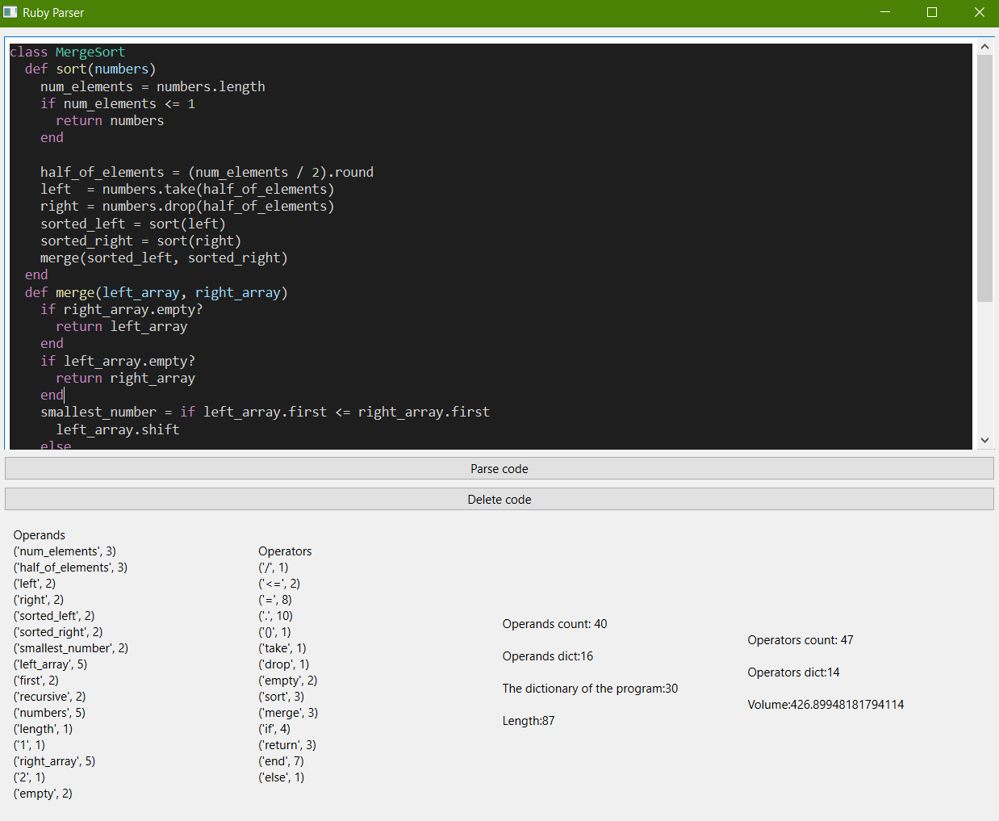 Ruby Parser
class MergeSort
  def sort(numbers)
    num_elements = numbers.length
    if num_elements <= 1
      return numbers
    end

    half_of_elements = (num_elements / 2).round
    left  = numbers.take(half_of_elements)
    right = numbers.drop(half_of_elements)
    sorted_left = sort(left)
    sorted_right = sort(right)
    merge(sorted_left, sorted_right)
  end
  def merge(left_array, right_array)
    if right_array.empty?
      return left_array
    end
    if left_array.empty?
      return right_array
    end
    smallest_number = if left_array.first <= right_array.first
      left_array.shift
    else
Parse code
Delete code
Operands
('num_elements', 3)
('half_of_elements', 3)
('left', 2)
('right', 2)
('sorted_left', 2)
('sorted_right', 2)
('smallest_number', 2)
('left_array', 5)
('first', 2)
('recursive', 2)
('numbers', 5)
('length', 1)
('1', 1)
('right_array', 5)
('2', 1)
('empty', 2)
Operators
('/', 1)
('<=', 2)
('=', 8)
('.', 10)
('()', 1)
('take', 1)
('drop', 1)
('empty', 2)
('sort', 3)
('merge', 3)
('if', 4)
('return', 3)
('end', 7)
('else', 1)
Operands count: 40
Operands dict:16
The dictionary of the program:30
Length:87
Operators count: 47
Operators dict:14
Volume:426.89948181794114